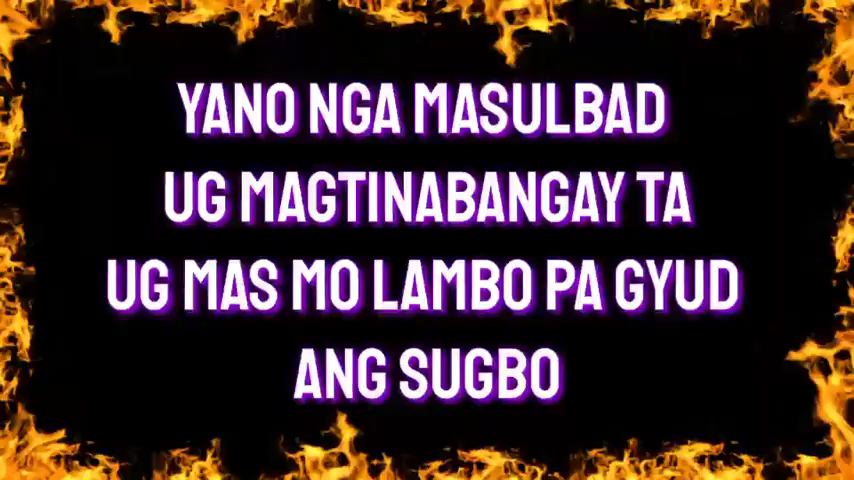 YANO NGA MASULBAD
UG MAGTINABANGAY TA
UG MAS MO LAMBO PA GYUD
ANG SUGBO